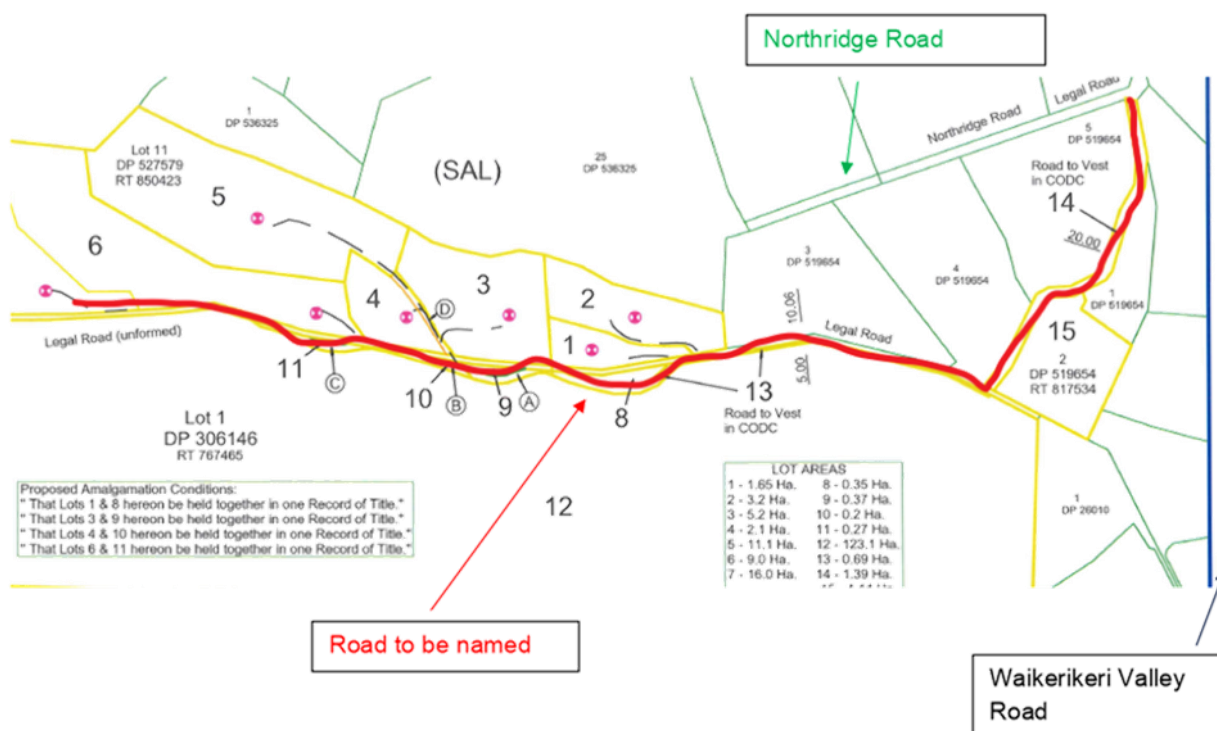 Northridge Road
Legal Road
Northridge Road
1
DP 536325
Lot 11
DP 527579
RT 850423
5
(SAL)
25
DP 536325
5
DP 519654
Road to Vest
in CODC
14
20.00
6
3
DP 519654
4
DP 519654
1
DP 519654
4
D
3
2
1
10.06
5.00
Legal Road
15
2
DP 519654
RT 817534
Legal Road (unformed)
11
C
10
B
9
A
8
13
Road to Vest
in CODC
Lot 1
DP 306146
RT 767465
Proposed Amalgamation Conditions:
" That Lots 1 & 8 hereon be held together in one Record of Title."
" That Lots 3 & 9 hereon be held together in one Record of Title."
" That Lots 4 & 10 hereon be held together in one Record of Title."
" That Lots 6 & 11 hereon be held together in one Record of Title."
12
LOT AREAS
1 - 1.65 Ha. 8 - 0.35 Ha.
2 - 3.2 Ha. 9 - 0.37 Ha.
3 - 5.2 Ha. 10 - 0.2 Ha.
4 - 2.1 Ha. 11 - 0.27 Ha.
5 - 11.1 Ha. 12 - 123.1 Ha.
6 - 9.0 Ha. 13 - 0.69 Ha.
7 - 16.0 Ha. 14 - 1.39 Ha.
1
DP 26010
Road to be named
Waikerikeri Valley
Road